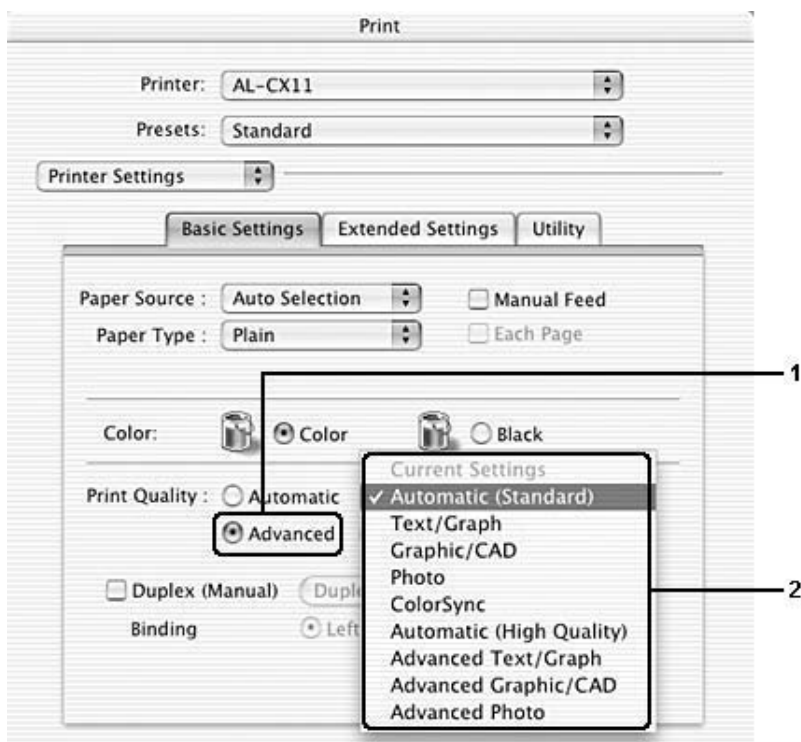 Print
Printer: AL-CX11
Presets: Standard
Printer Settings
Basic Settings Extended Settings Utility
Paper Source : Auto Selection Manual Feed
Paper Type : Plain Each Page
1
Color: Color Black
Current Settings
Print Quality : Automatic ✓ Automatic (Standard)
Text/Graph
Advanced
Graphic/CAD
Photo
Duplex (Manual) 2
ColorSync
Binding Left Automatic (High Quality)
Advanced Text/Graph
Advanced Graphic/CAD
Advanced Photo